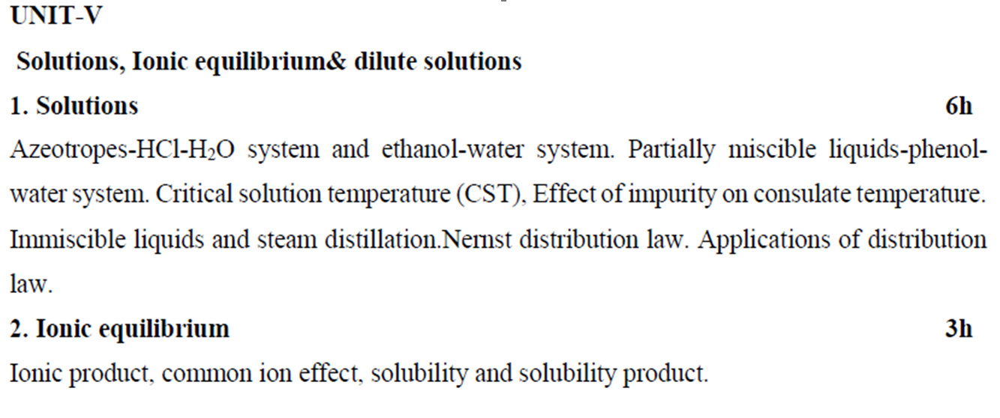 UNIT-V
Solutions, Ionic equilibrium& dilute solutions
1. Solutions 6h
Azeotropes-HCl-H₂O system and ethanol-water system. Partially miscible liquids-phenol-
water system. Critical solution temperature (CST), Effect of impurity on consulate temperature.
Immiscible liquids and steam distillation.Nernst distribution law. Applications of distribution
law.
2. Ionic equilibrium 3h
Ionic product, common ion effect, solubility and solubility product.